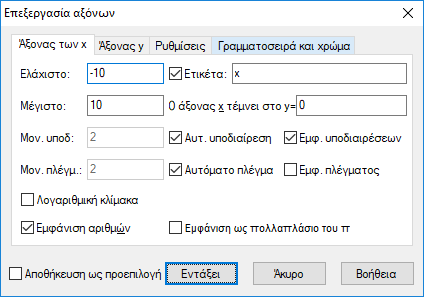 Επεξεργασία αξόνων
Άξονας των x Άξονας y Ρυθμίσεις Γραμματοσειρά και χρώμα
Ελάχιστο: -10 Ετικέτα: x
Μέγιστο: 10 Ο άξονας x τέμνει στο y= 0
Μον. υποδ: 2 Αυτ. υποδιαίρεση Εμφ. υποδιαιρέσεων
Μον. πλέγμ.: 2 Αυτόματο πλέγμα Εμφ. πλέγματος
Λογαριθμική κλίμακα
Εμφάνιση αριθμών Εμφάνιση ως πολλαπλάσιο του π
Αποθήκευση ως προεπιλογή Εντάξει Άκυρο Βοήθεια